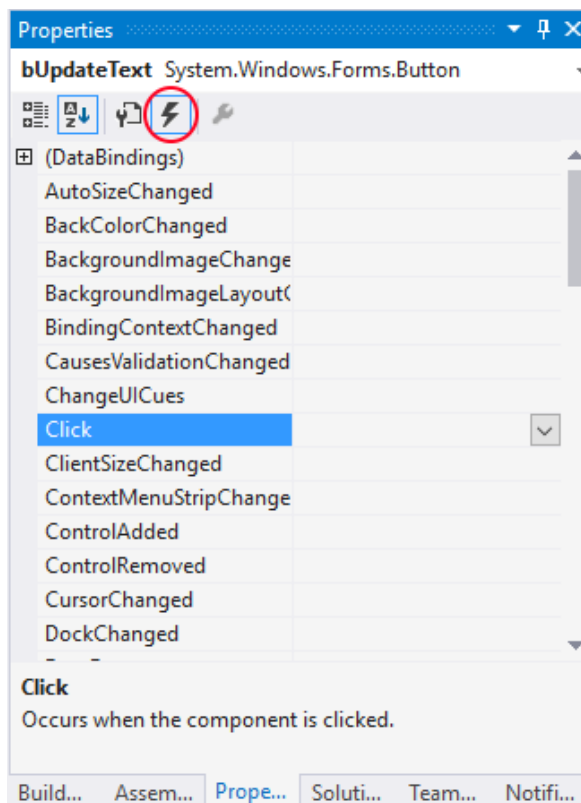 Properties
bUpdateText System.Windows.Forms.Button
(DataBindings)
AutoSizeChanged
BackColorChanged
BackgroundImageChange
BackgroundImageLayout
BindingContextChanged
CausesValidationChanged
ChangeUICues
Click
ClientSizeChanged
ContextMenuStripChange
ControlAdded
ControlRemoved
CursorChanged
DockChanged
Click
Occurs when the component is clicked.
Build... Assem... Prope... Soluti... Team... Notifi...